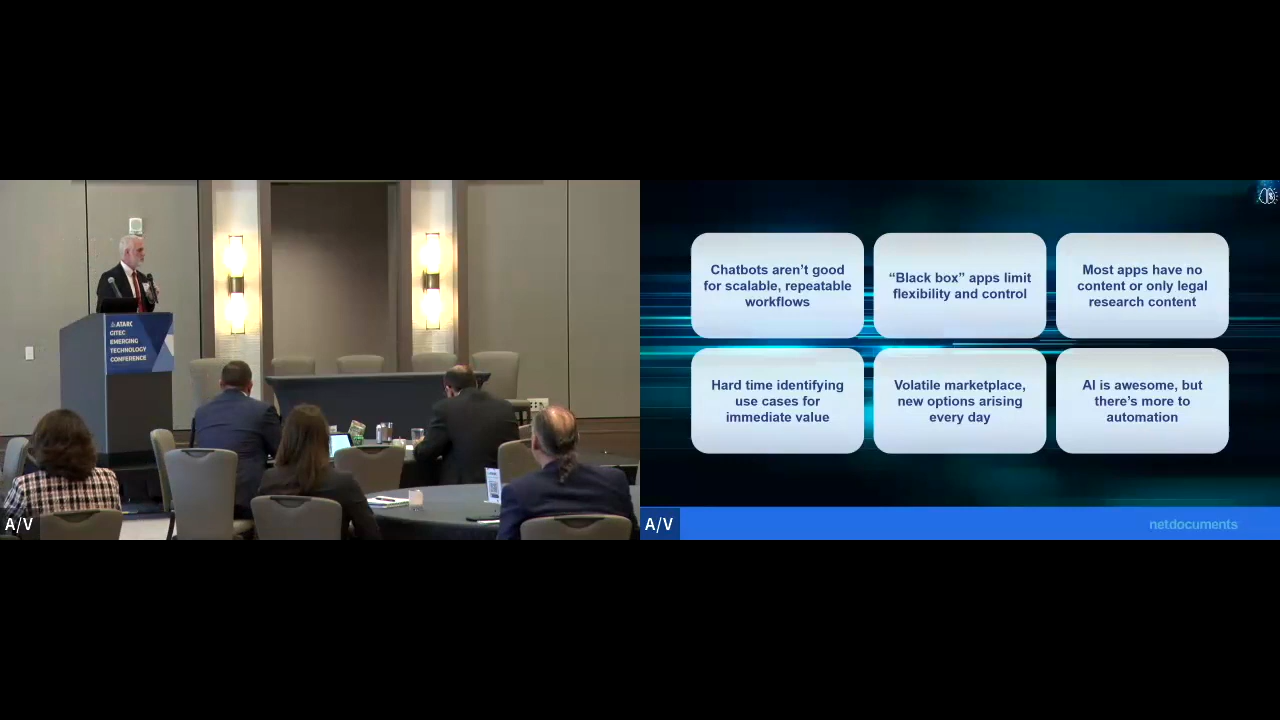 ATARC
GITEC
EMERGING
TECHNOLOGY
CONFERENCE
A/V
Chatbots aren’t good
for scalable, repeatable
workflows
“Black box” apps limit
flexibility and control
Most apps have no
content or only legal
research content
Hard time identifying
use cases for
immediate value
Volatile marketplace,
new options arising
every day
AI is awesome, but
there’s more to
automation
A/V
netdocuments